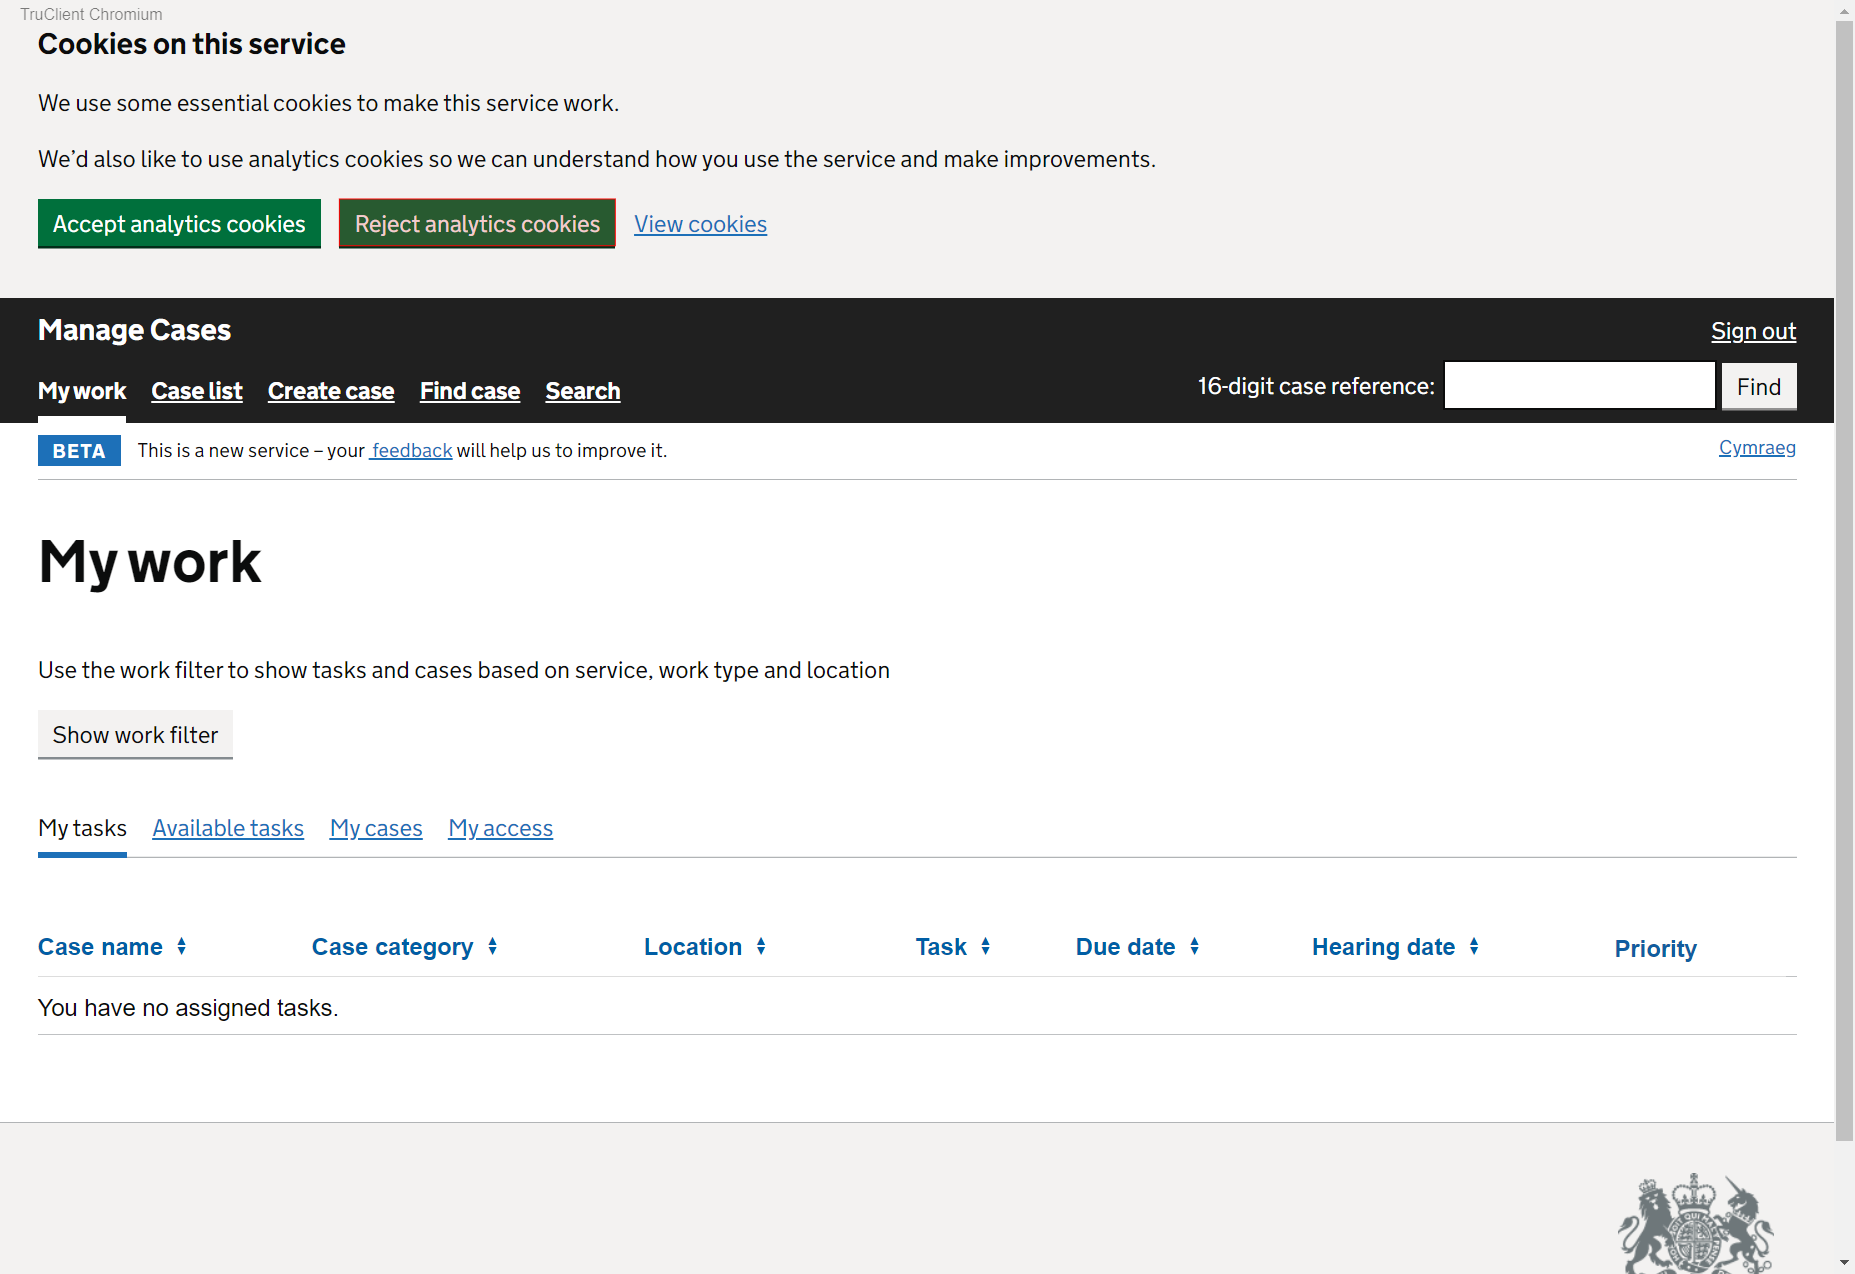 TruClient Chromium
Cookies on this service
We use some essential cookies to make this service work.
We’d also like to use analytics cookies so we can understand how you use the service and make improvements.
Accept analytics cookies Reject analytics cookies View cookies
Manage Cases Sign out
My work Case list Create case Find case Search 16-digit case reference: Find
BETA This is a new service – your feedback will help us to improve it. Cymraeg
My work
Use the work filter to show tasks and cases based on service, work type and location
Show work filter
My tasks Available tasks My cases My access
Case name Case category Location Task Due date Hearing date Priority
You have no assigned tasks.